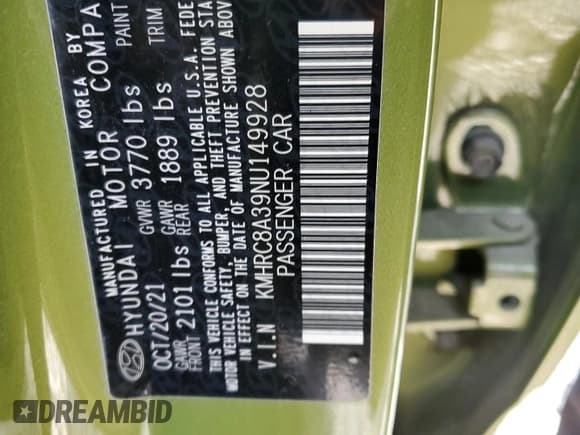 MANUFACTURED IN KOREA BY
HYUNDAI MOTOR COMPA
OCT/20/21 GVWR 3770 lbs PAINT
GAWR FRONT 2101 lbs GAWR REAR 1889 lbs TRIM
THIS VEHICLE CONFORMS TO ALL APPLICABLE U.S.A. FEDE
MOTOR VEHICLE SAFETY, BUMPER, AND THEFT PREVENTION STA
IN EFFECT ON THE DATE OF MANUFACTURE SHOWN ABOV
V.I.N KMHRC8A39NU149928
PASSENGER CAR
DREAMBID